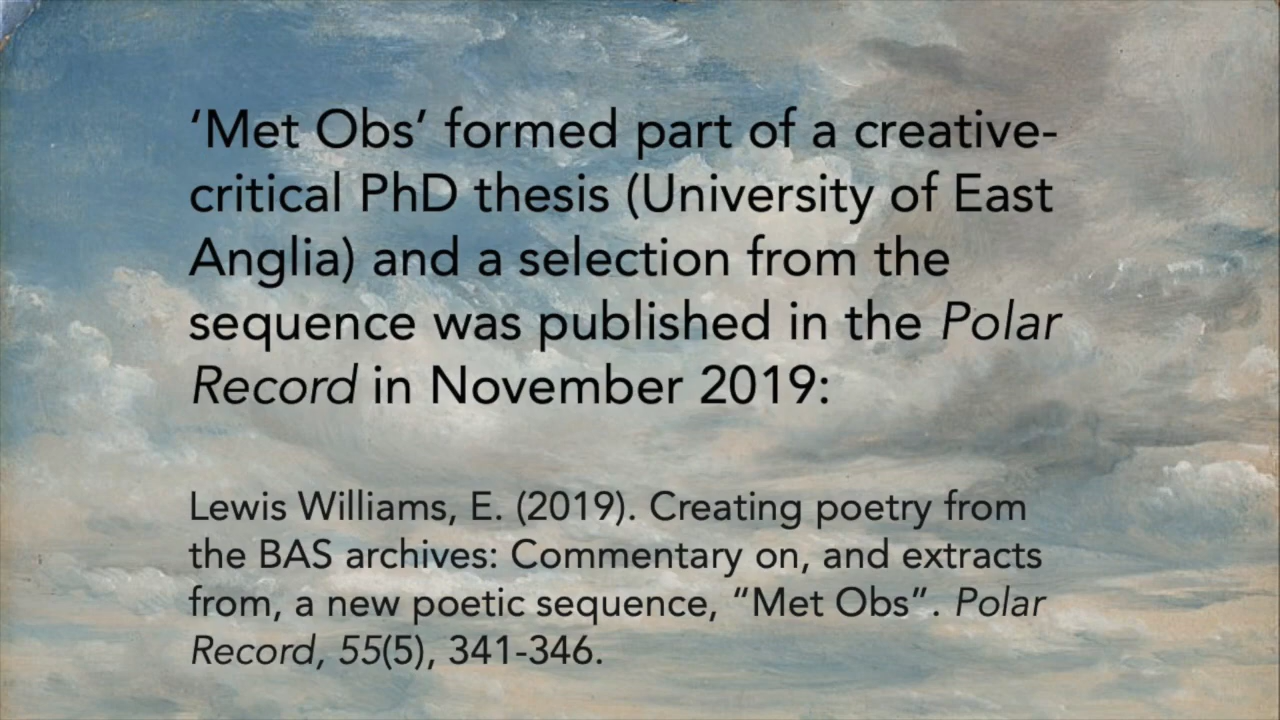 ‘Met Obs’ formed part of a creative-
critical PhD thesis (University of East
Anglia) and a selection from the
sequence was published in the Polar
Record in November 2019:
Lewis Williams, E. (2019). Creating poetry from
the BAS archives: Commentary on, and extracts
from, a new poetic sequence, “Met Obs”. Polar
Record, 55(5), 341-346.